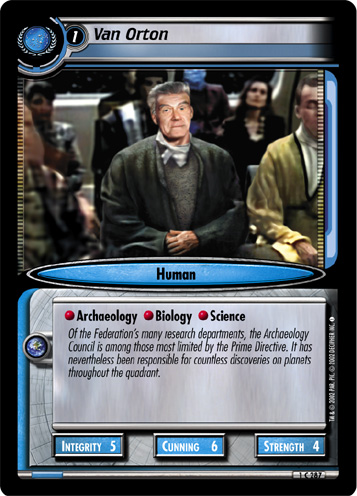 1 Van Orton
Human
Archaeology Biology Science
Of the Federation's many research departments, the Archaeology
Council is among those most limited by the Prime Directive. It has
nevertheless been responsible for countless discoveries on planets
throughout the quadrant.
INTEGRITY 5 CUNNING 6 STRENGTH 4
1 C 287